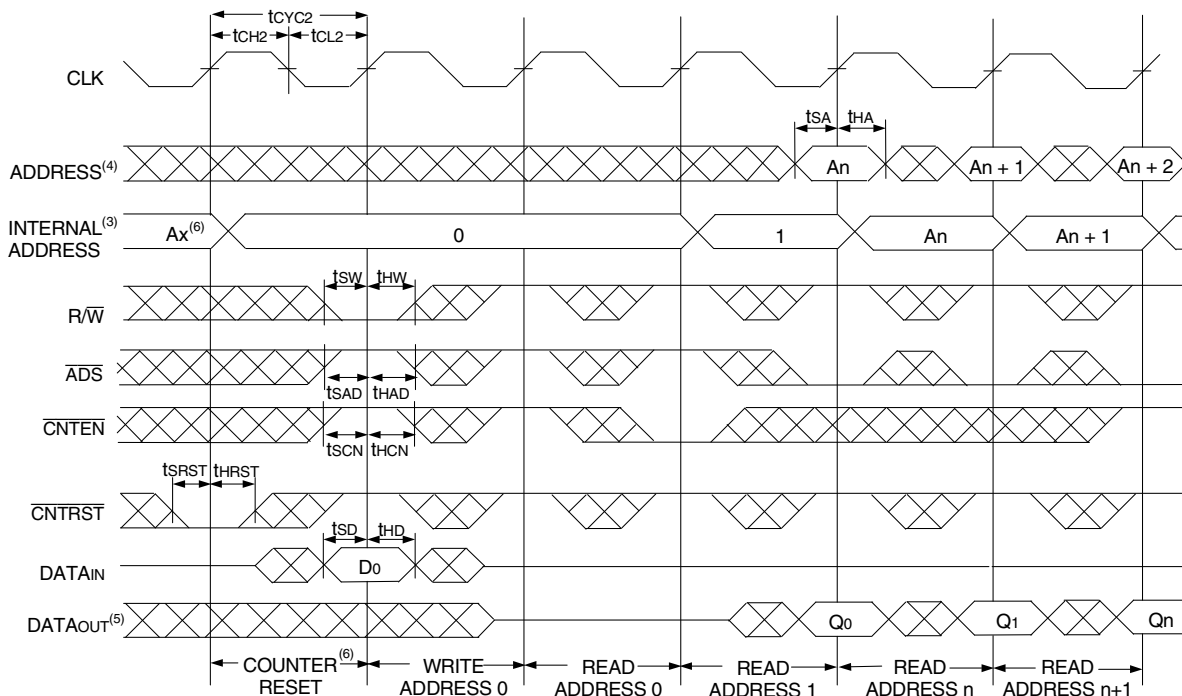 tCYC2
tCH2 tCL2
CLK
tSA tHA
ADDRESS(4) An An + 1 An + 2
INTERNAL(3) ADDRESS Ax(6) 0 1 An An + 1
tSW tHW
R/W̅
A̅D̅S̅
tSAD tHAD
C̅N̅T̅E̅N̅
tSCN tHCN
tSRST tHRST
C̅N̅T̅R̅S̅T̅
tSD tHD
DATAIN D0
DATAOUT(5) Q0 Q1 Qn
COUNTER(6) WRITE READ READ READ READ
RESET ADDRESS 0 ADDRESS 0 ADDRESS 1 ADDRESS n ADDRESS n+1